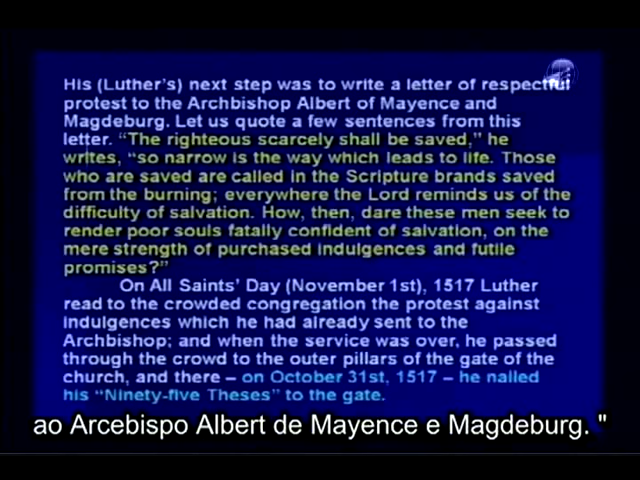 His (Luther's) next step was to write a letter of respectful
protest to the Archbishop Albert of Mayence and
Magdeburg. Let us quote a few sentences from this
letter. "The righteous scarcely shall be saved," he
writes, "so narrow is the way which leads to life. Those
who are saved are called in the Scripture brands saved
from the burning; everywhere the Lord reminds us of the
difficulty of salvation. How, then, dare these men seek to
render poor souls fatally confident of salvation, on the
mere strength of purchased indulgences and futile
promises?"
On All Saints' Day (November 1st), 1517 Luther
read to the crowded congregation the protest against
indulgences which he had already sent to the
Archbishop; and when the service was over, he passed
through the crowd to the outer pillars of the gate of the
church, and there – on October 31st, 1517 – he nailed
his "Ninety-five Theses" to the gate.
ao Arcebispo Albert de Mayence e Magdeburg. "